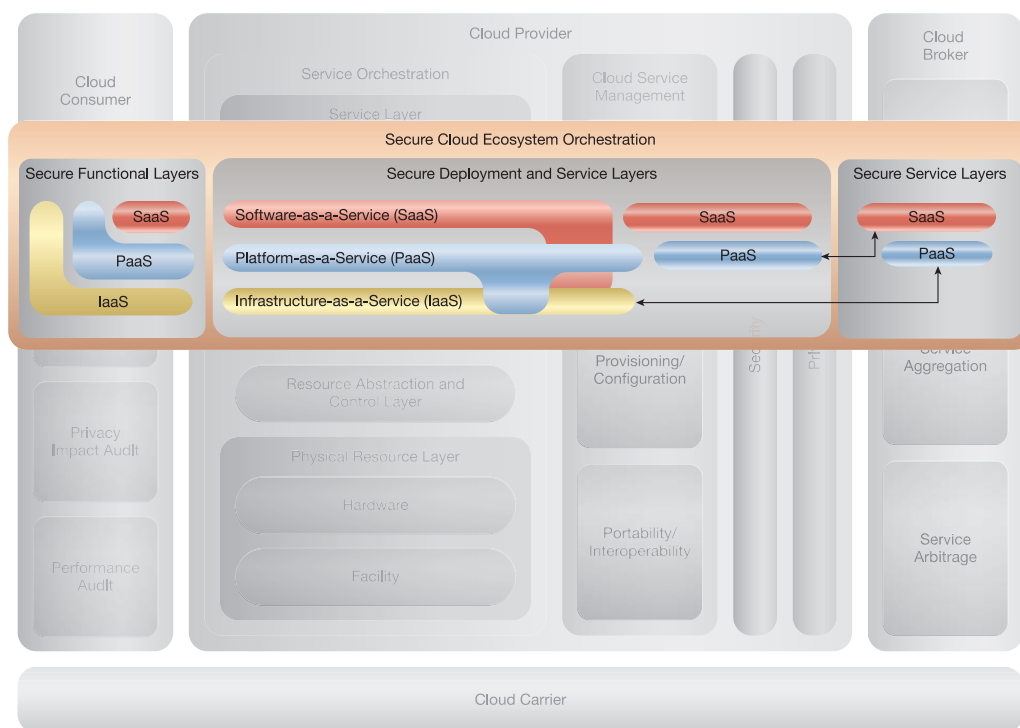 Cloud Provider
Cloud
Consumer
Cloud
Broker
Service Orchestration
Service Layer
Cloud Service
Management
Secure Cloud Ecosystem Orchestration
Secure Functional Layers
SaaS
PaaS
IaaS
Secure Deployment and Service Layers
Software-as-a-Service (SaaS)
Platform-as-a-Service (PaaS)
Infrastructure-as-a-Service (IaaS)
SaaS
PaaS
Secure Service Layers
SaaS
PaaS
Privacy
Impact Audit
Performance
Audit
Resource Abstraction and
Control Layer
Physical Resource Layer
Hardware
Facility
Provisioning/
Configuration
Portability/
Interoperability
Security
Service
Aggregation
Service
Arbitrage
Cloud Carrier